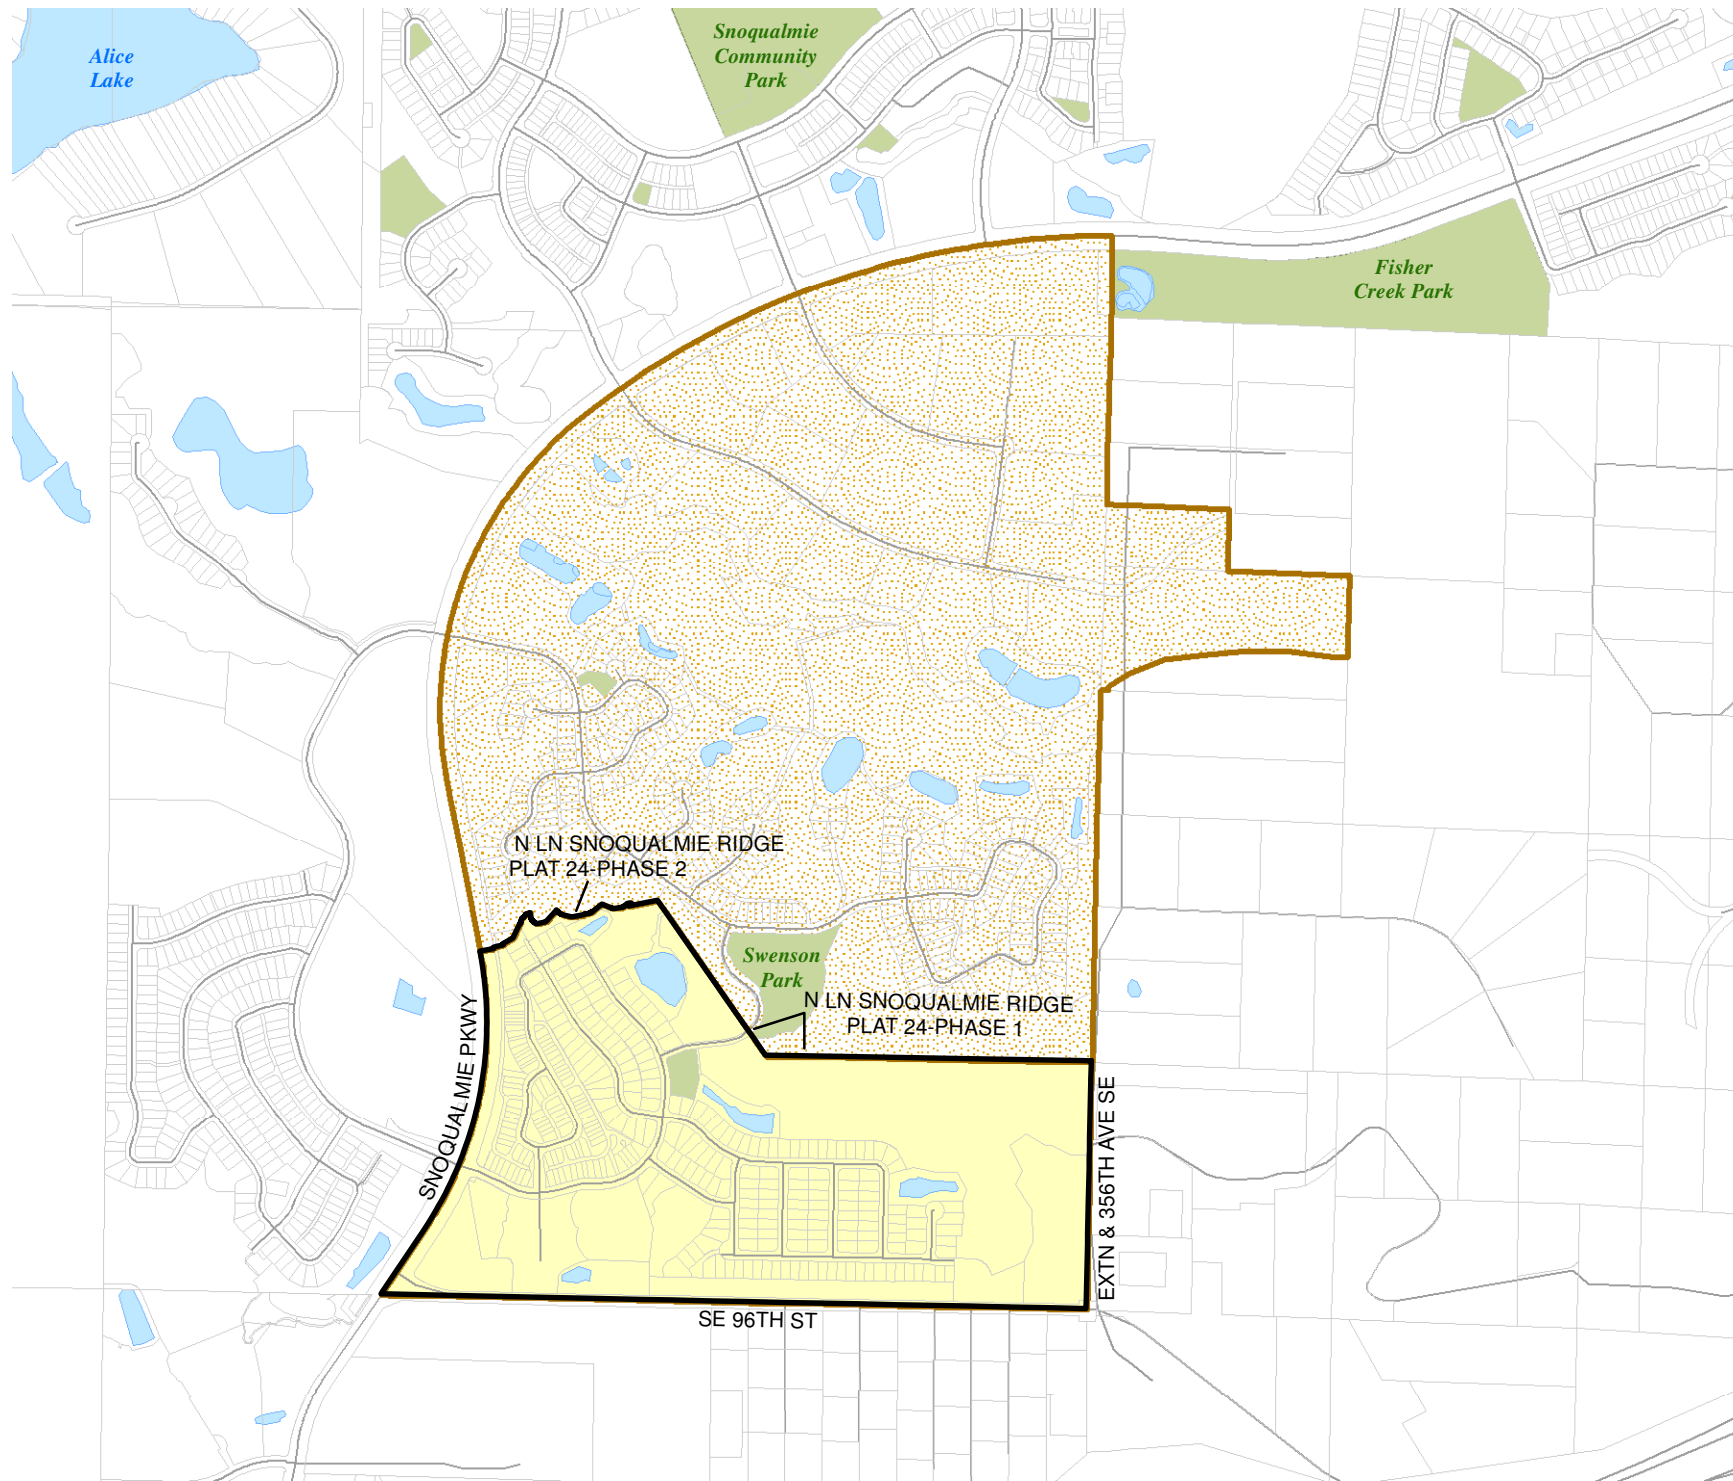 Alice
Lake
Snoqualmie
Community
Park
Fisher
Creek Park
N LN SNOQUALMIE RIDGE
PLAT 24-PHASE 2
Swenson
Park
N LN SNOQUALMIE RIDGE
PLAT 24-PHASE 1
SNOQUALMIE PKWY
EXTN & 356TH AVE SE
SE 96TH ST